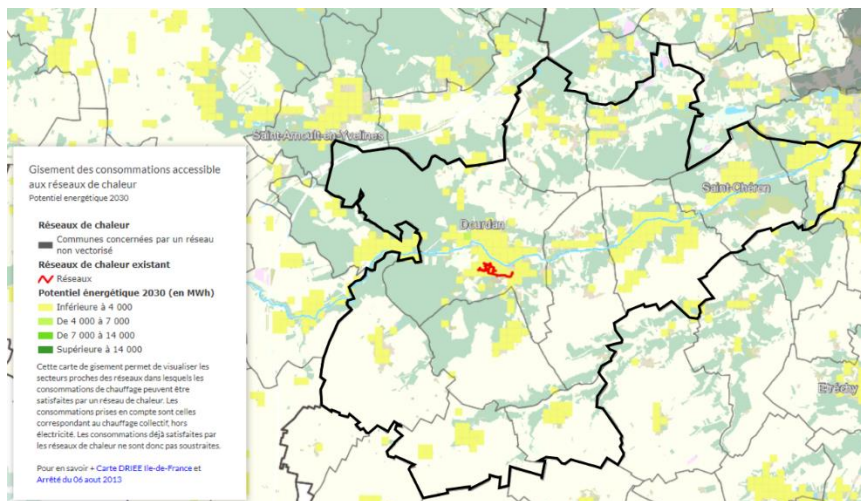 Saint-Arnoult-en-Yvelines
Saint-Chéron
Dourdan
Etréchy
Gisement des consommations accessible
aux réseaux de chaleur
Potentiel energétique 2030
Réseaux de chaleur
Communes concernées par un réseau
non vectorisé
Réseaux de chaleur existant
Réseaux
Potentiel énergétique 2030 (en MWh)
Inférieure à 4 000
De 4 000 à 7 000
De 7 000 à 14 000
Supérieure à 14 000
Cette carte de gisement permet de visualiser les
secteurs proches des réseaux dans lesquels les
consommations de chauffage peuvent être
satisfaites par un réseau de chaleur. Les
consommations prises en compte sont celles
correspondant au chauffage collectif, hors
électricité. Les consommations déjà satisfaites par
les réseaux de chaleur ne sont donc pas soustraites.
Pour en savoir + Carte DRIEE Ile-de-France et
Arrêté du 06 aout 2013